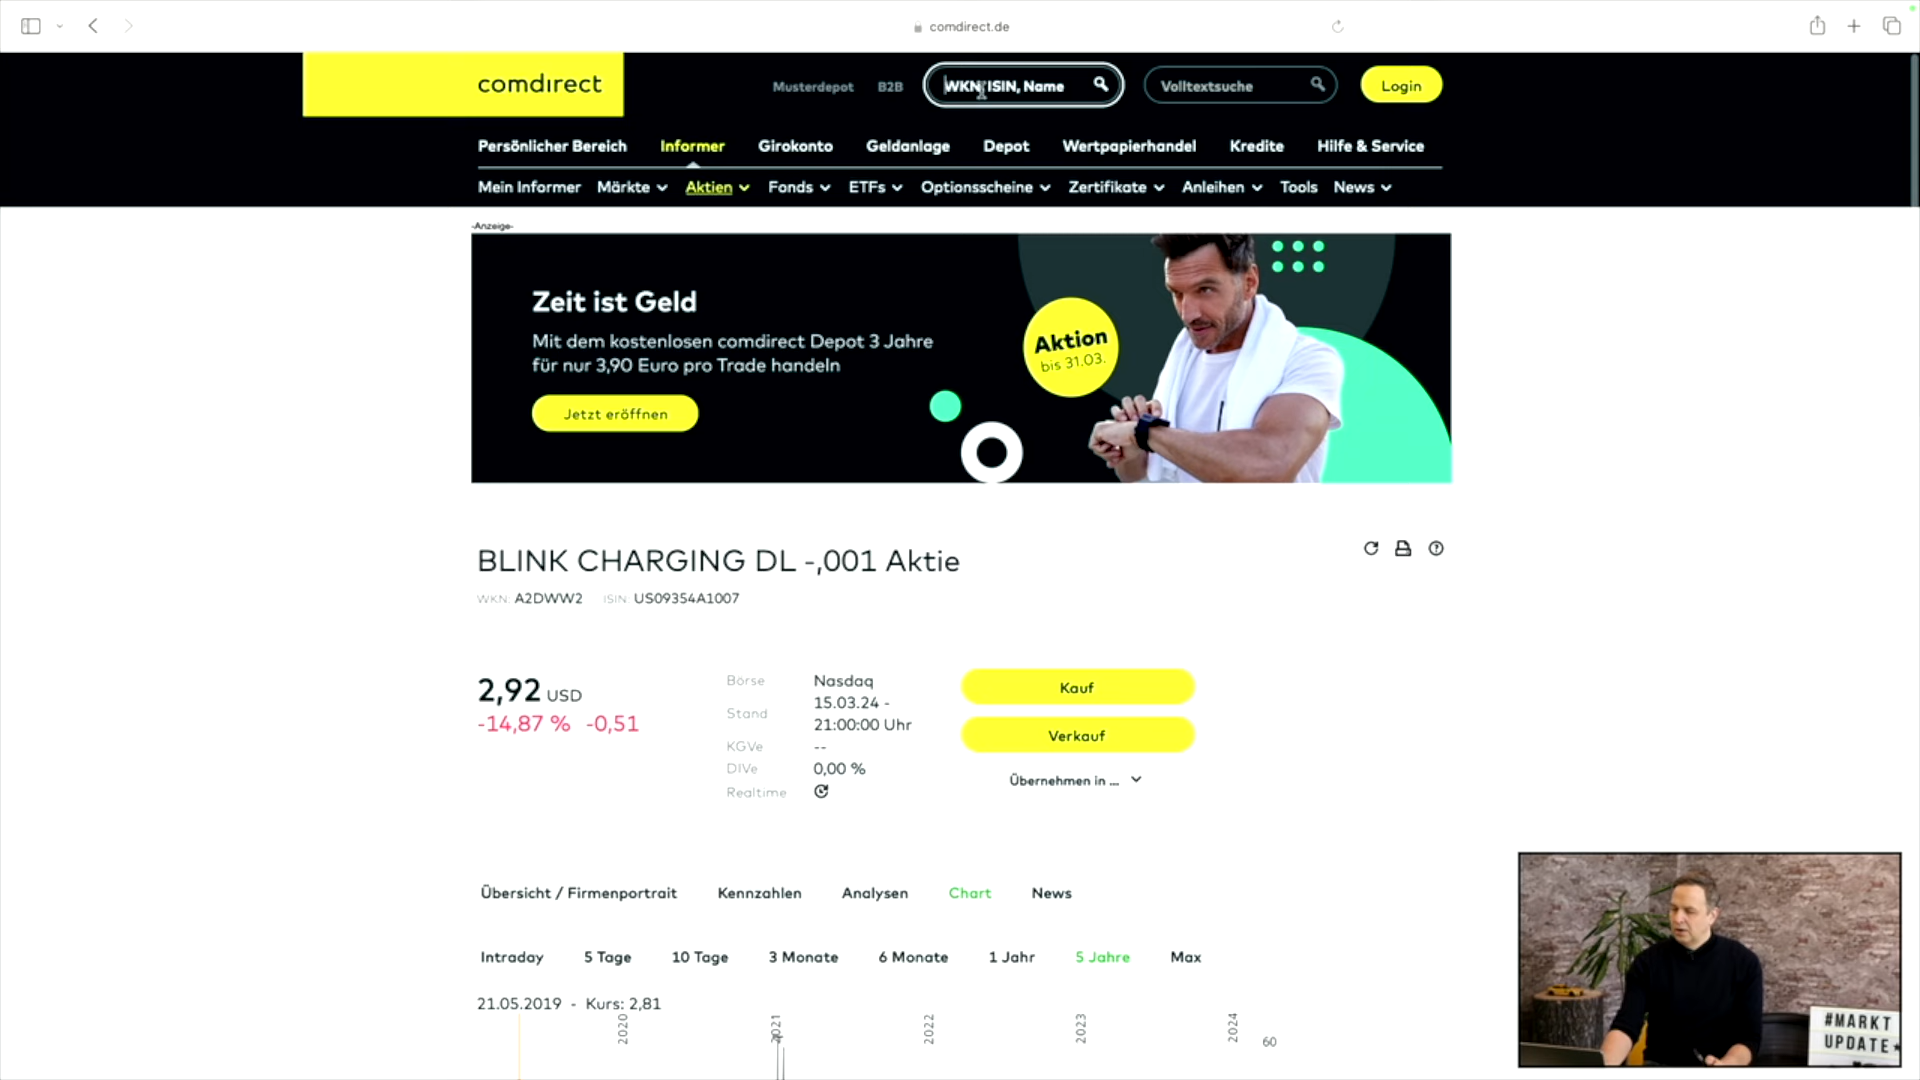 comdirect.de
comdirect
Musterdepot B2B WKN, ISIN, Name Volltextsuche Login
Persönlicher Bereich Informer Girokonto Geldanlage Depot Wertpapierhandel Kredite Hilfe & Service
Mein Informer Märkte Aktien Fonds ETFs Optionsscheine Zertifikate Anleihen Tools News
-Anzeige-
Zeit ist Geld
Mit dem kostenlosen comdirect Depot 3 Jahre
für nur 3,90 Euro pro Trade handeln
Jetzt eröffnen
Aktion
bis 31.03.
BLINK CHARGING DL -,001 Aktie
WKN: A2DWW2 ISIN: US09354A1007
2,92 USD
-14,87 % -0,51
Börse Nasdaq
Stand 15.03.24 -
21:00:00 Uhr
KGVe --
DIVe 0,00 %
Realtime
Kauf
Verkauf
Übernehmen in ...
Übersicht / Firmenportrait Kennzahlen Analysen Chart News
Intraday 5 Tage 10 Tage 3 Monate 6 Monate 1 Jahr 5 Jahre Max
21.05.2019 - Kurs: 2,81
2020 2021 2022 2023 2024 60
#MARKT
UPDATE